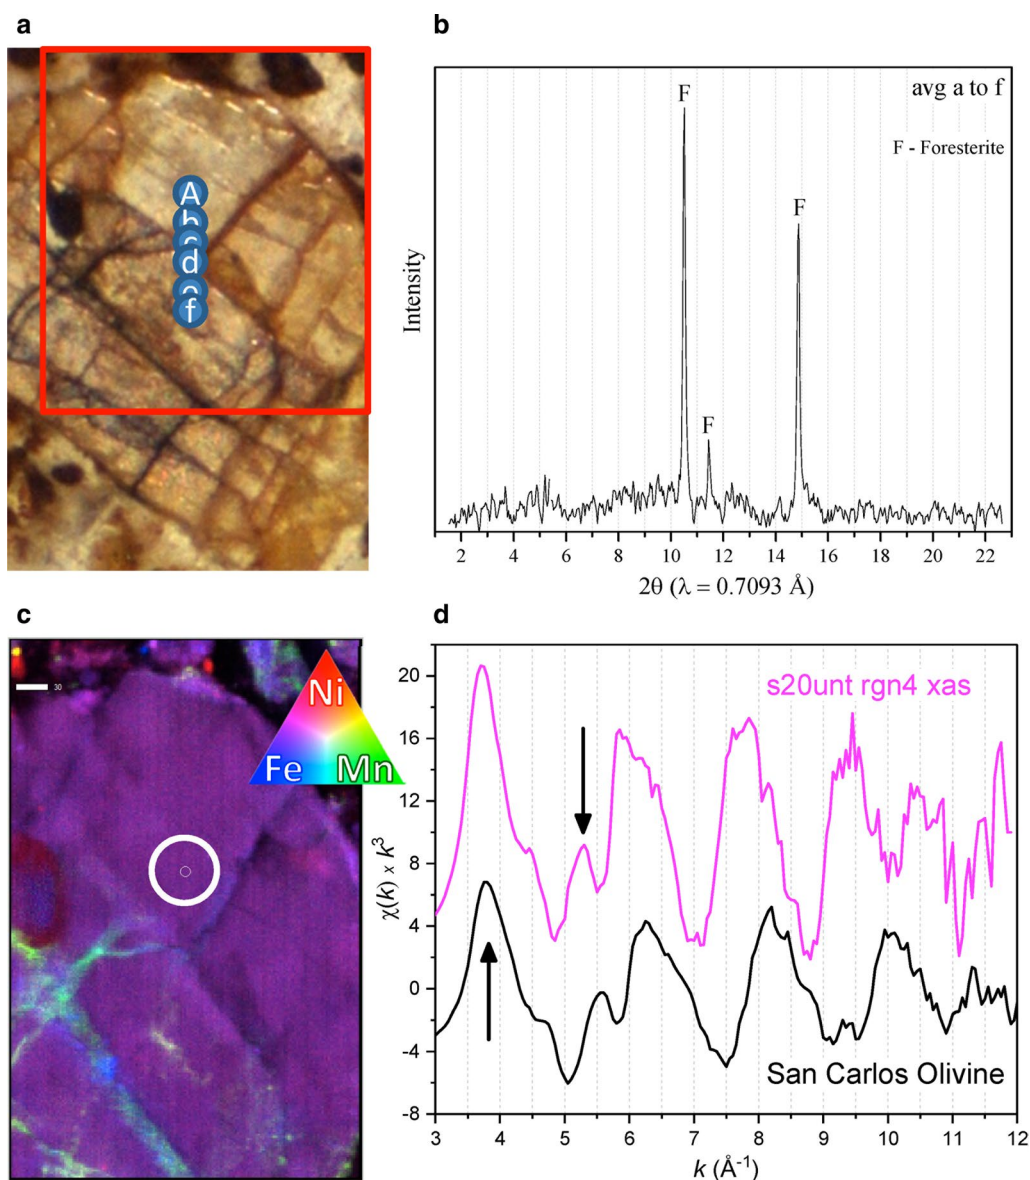 a
A
b
c
d
e
f
b
avg a to f
F - Foresterite
F
F
F
Intensity
2 4 6 8 10 12 14 16 18 20 22
2θ (λ = 0.7093 Å)
c
30
Ni
Fe Mn
d
s20unt rgn4 xas
San Carlos Olivine
χ(k) x k³
20
16
12
8
4
0
-4
-8
3 4 5 6 7 8 9 10 11 12
k (Å⁻¹)